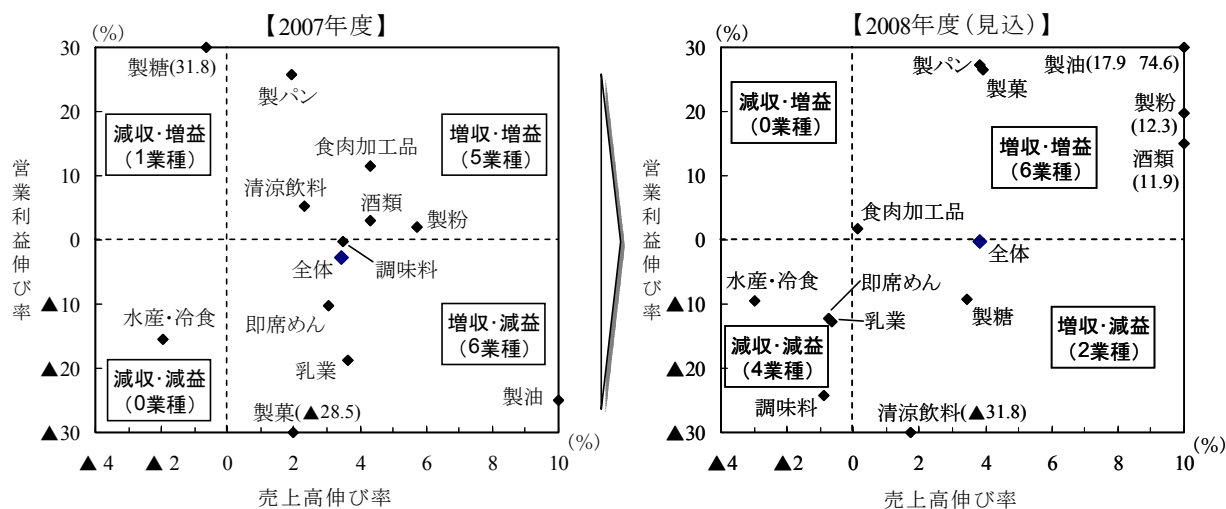 【2007年度】
(%)
30
20
10
0
▲ 10
▲ 20
▲ 30
営業利益伸び率
製糖(31.8)
製パン
減収･増益
（1業種）
増収･増益
（5業種）
食肉加工品
清涼飲料
酒類
製粉
全体
調味料
水産･冷食
即席めん
増収･減益
（6業種）
減収･減益
（0業種）
乳業
製油
製菓(▲ 28.5)
(%)
▲ 4
▲ 2
0
2
4
6
8
10
売上高伸び率
【2008年度（見込）】
(%)
30
20
10
0
▲ 10
▲ 20
▲ 30
営業利益伸び率
製パン
製油(17.9 74.6)
製菓
減収･増益
（0業種）
製粉
(12.3)
増収･増益
（6業種）
酒類
(11.9)
食肉加工品
全体
水産･冷食
即席めん
乳業
製糖
増収･減益
（2業種）
減収･減益
（4業種）
調味料
清涼飲料(▲31.8)
(%)
▲4
▲2
0
2
4
6
8
10
売上高伸び率